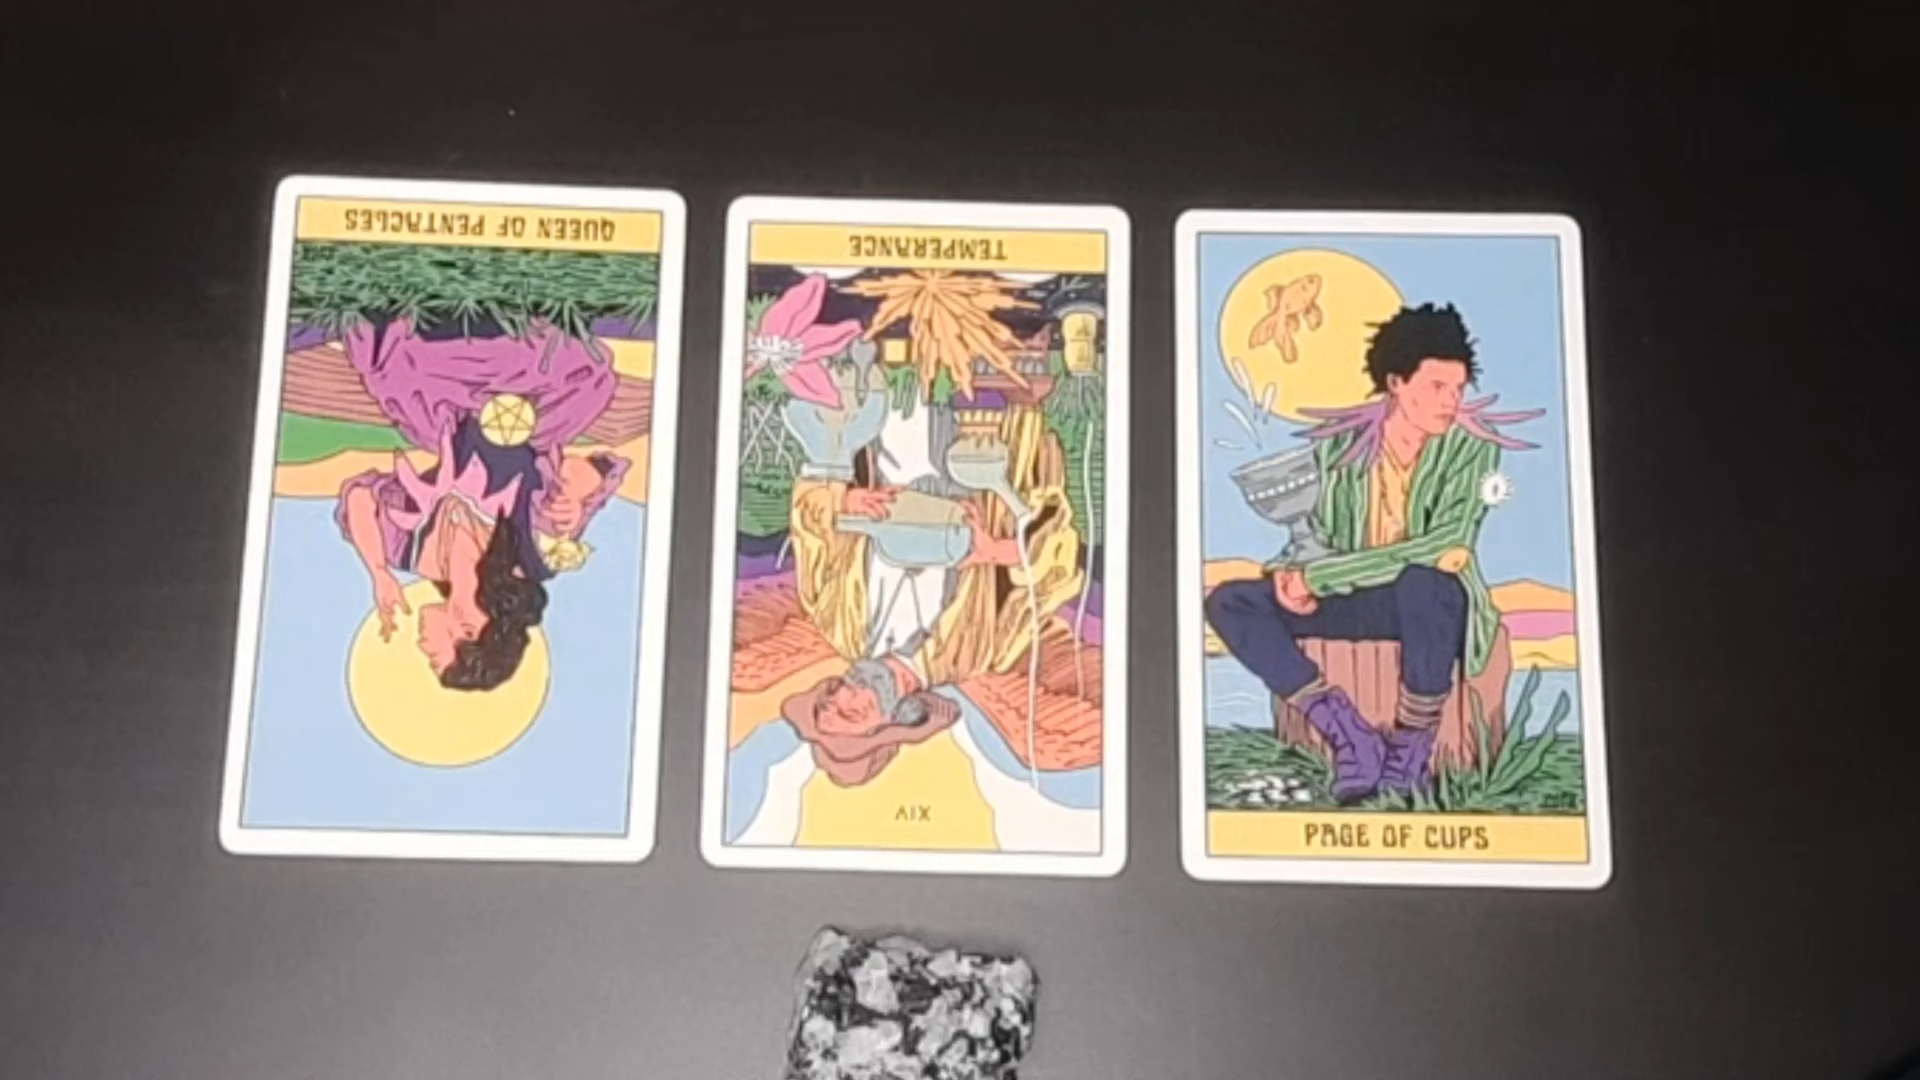 QUEEN OF PENTACLES
TEMPERANCE
XIV
PAGE OF CUPS